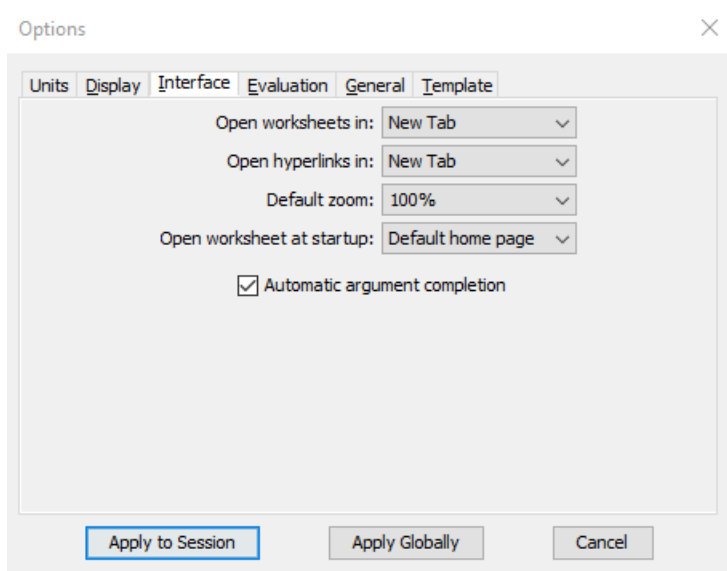 Options
Units Display Interface Evaluation General Template
Open worksheets in: New Tab
Open hyperlinks in: New Tab
Default zoom: 100%
Open worksheet at startup: Default home page
Automatic argument completion
Apply to Session Apply Globally Cancel